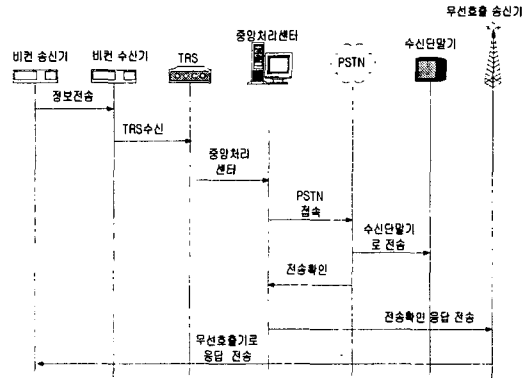 무선호출 송신기
중앙처리센터
비컨 송신기
비컨 수신기
TRS
PSTN
수신단말기
정보전송
TRS수신
중앙처리
센터
PSTN
접속
수신단말기
로 전송
전송확인
전송확인 응답 전송
무선호출기로
응답 전송